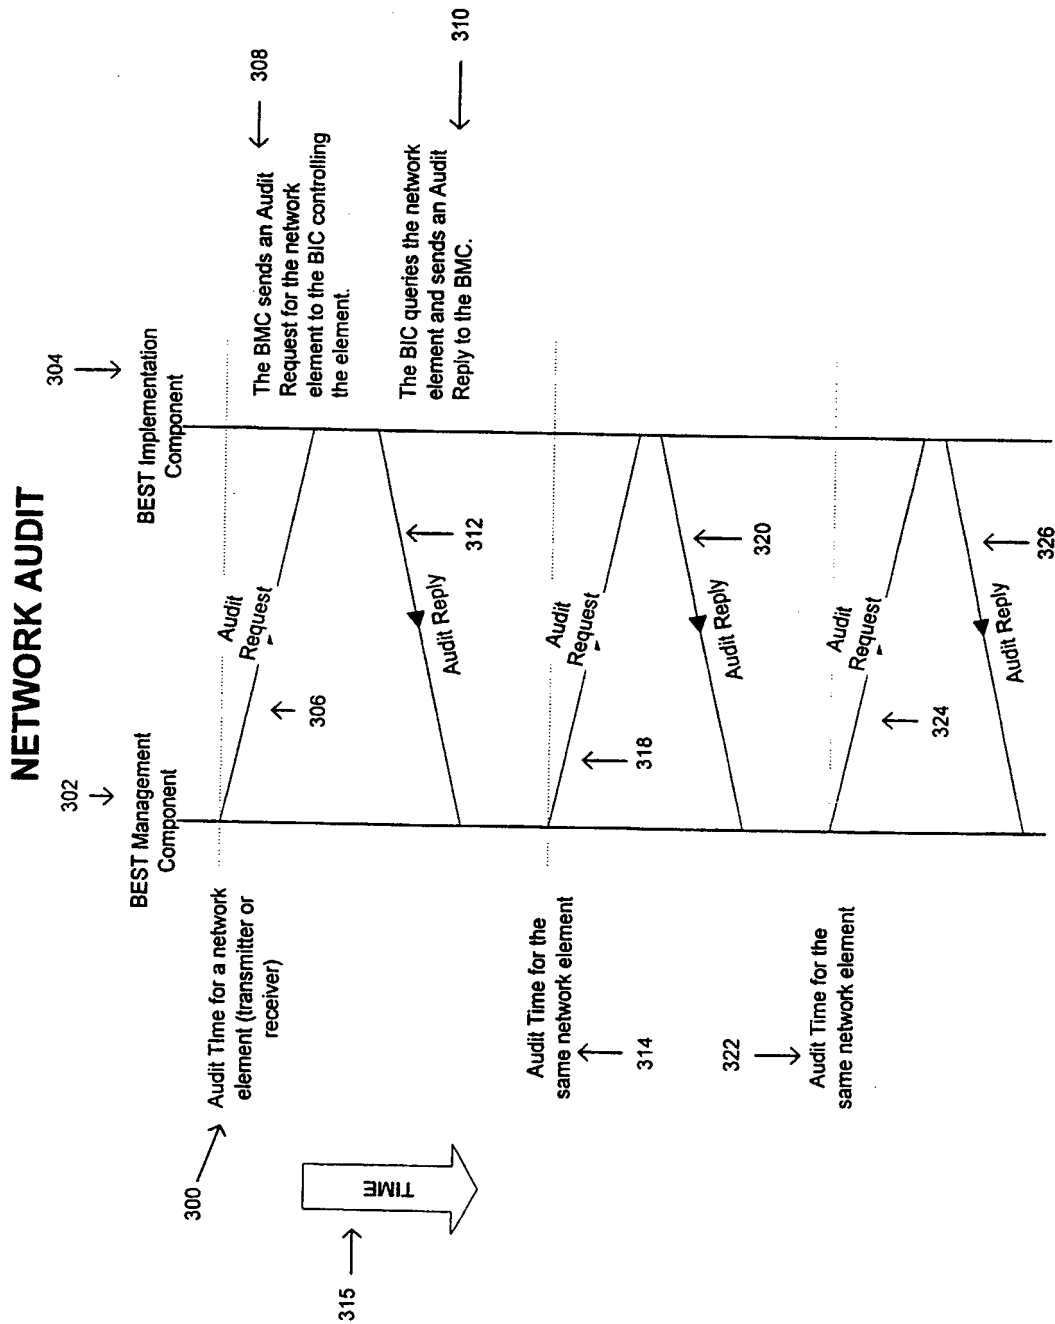 NETWORK AUDIT
302
304
BEST Management
Component
BEST Implementation
Component
300
Audit TIme for a network
element (transmitter or
receiver)
Audit
Request
306
The BMC sends an Audit
Request for the network
element to the BIC controlling
the element.
308
315
TIME
Audit Reply
312
The BIC queries the network
element and sends an Audit
Reply to the BMC.
310
Audit Time for the
same network element
314
Audit
Request
318
Audit Reply
320
322
Audit Time for the
same network element
Audit
Request
324
Audit Reply
326